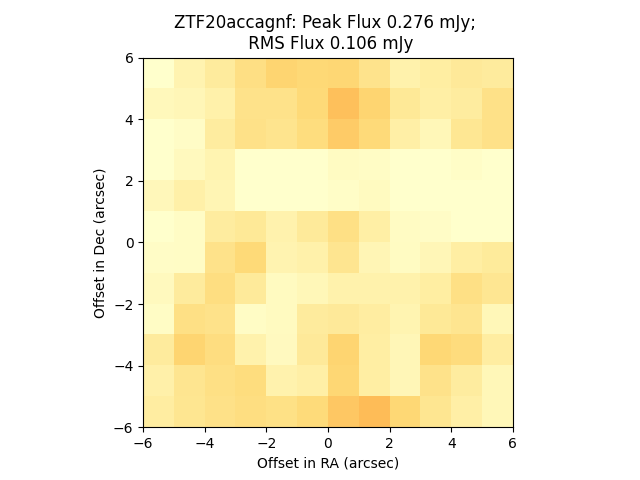 ZTF20accagnf: Peak Flux 0.276 mJy;
RMS Flux 0.106 mJy
6
4
2
0
−2
−4
−6
Offset in Dec (arcsec)
−6 −4 −2 0 2 4 6
Offset in RA (arcsec)